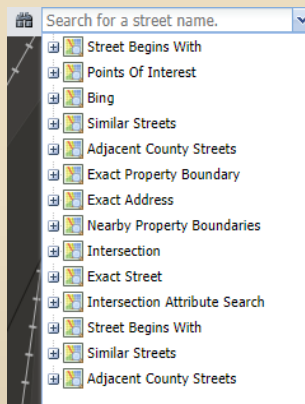 Search for a street name.
Street Begins With
Points Of Interest
Bing
Similar Streets
Adjacent County Streets
Exact Property Boundary
Exact Address
Nearby Property Boundaries
Intersection
Exact Street
Intersection Attribute Search
Street Begins With
Similar Streets
Adjacent County Streets